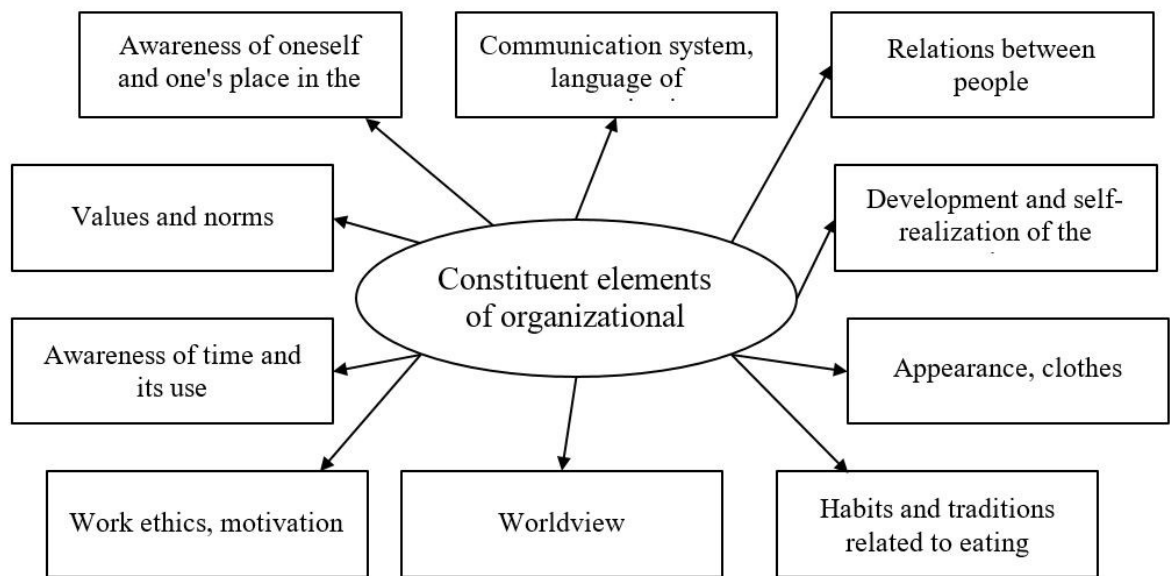 Awareness of oneself
and one's place in the
Communication system,
language of
Relations between
people
Values and norms
Development and self-
realization of the
Constituent elements
of organizational
Awareness of time and
its use
Appearance, clothes
Work ethics, motivation
Worldview
Habits and traditions
related to eating